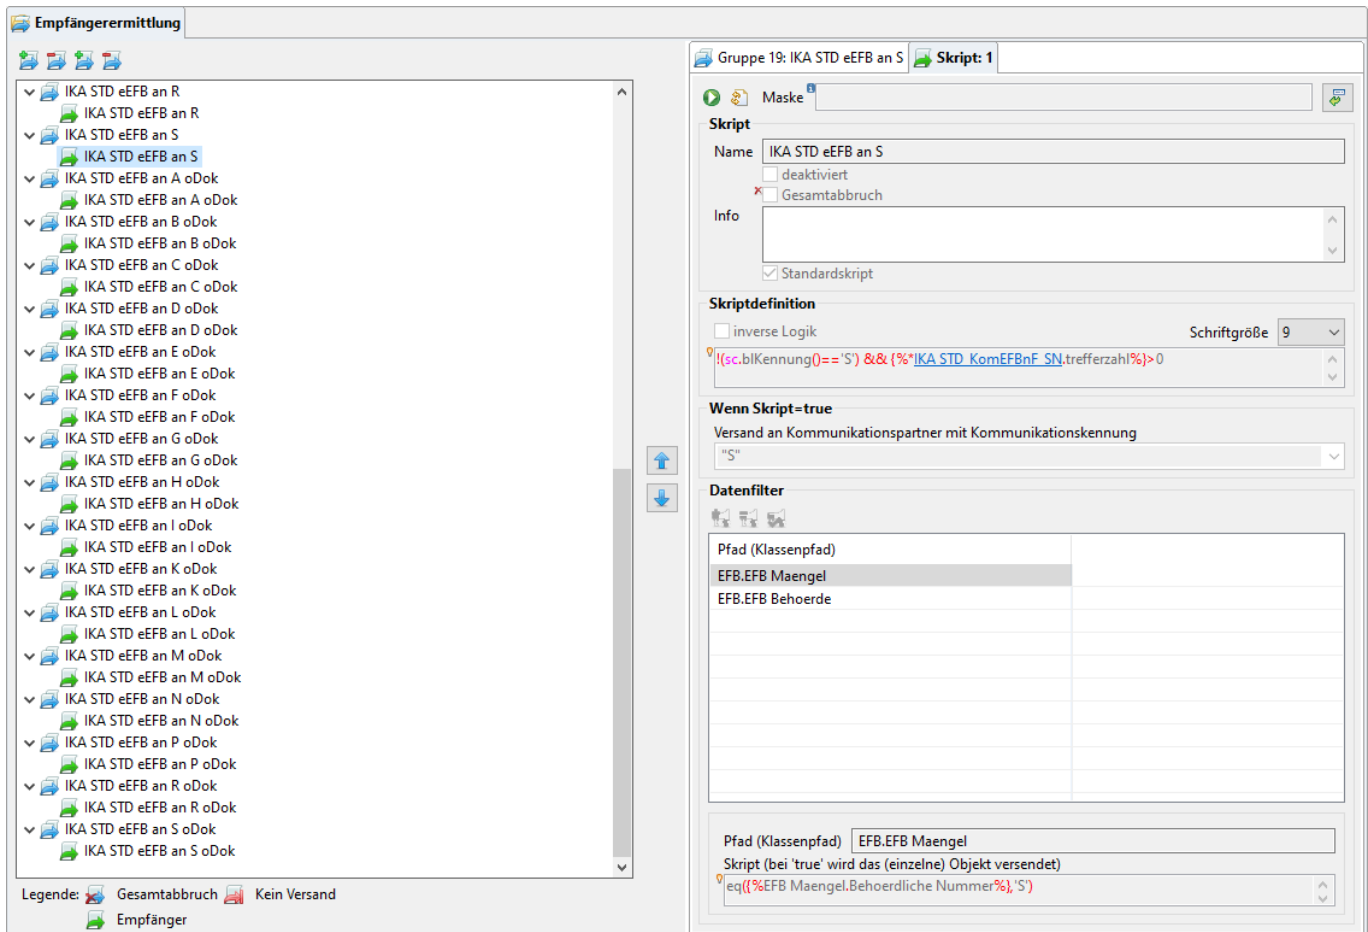 Empfängerermittlung
IKA STD eEFB an R
IKA STD eEFB an R
IKA STD eEFB an S
IKA STD eEFB an S
IKA STD eEFB an A oDok
IKA STD eEFB an A oDok
IKA STD eEFB an B oDok
IKA STD eEFB an B oDok
IKA STD eEFB an C oDok
IKA STD eEFB an C oDok
IKA STD eEFB an D oDok
IKA STD eEFB an D oDok
IKA STD eEFB an E oDok
IKA STD eEFB an E oDok
IKA STD eEFB an F oDok
IKA STD eEFB an F oDok
IKA STD eEFB an G oDok
IKA STD eEFB an G oDok
IKA STD eEFB an H oDok
IKA STD eEFB an H oDok
IKA STD eEFB an I oDok
IKA STD eEFB an I oDok
IKA STD eEFB an K oDok
IKA STD eEFB an K oDok
IKA STD eEFB an L oDok
IKA STD eEFB an L oDok
IKA STD eEFB an M oDok
IKA STD eEFB an M oDok
IKA STD eEFB an N oDok
IKA STD eEFB an N oDok
IKA STD eEFB an P oDok
IKA STD eEFB an P oDok
IKA STD eEFB an R oDok
IKA STD eEFB an R oDok
IKA STD eEFB an S oDok
IKA STD eEFB an S oDok
Legende: Gesamtabbruch Kein Versand
Empfänger
Gruppe 19: IKA STD eEFB an S Skript: 1
Maske
Skript
Name IKA STD eEFB an S
deaktiviert
Gesamtabbruch
Info
Standardskript
Skriptdefinition
inverse Logik Schriftgröße 9
!(sc.blKennung()=='S') && {%*IKA STD KomEFBnF SN.trefferzahl%}>0
Wenn Skript=true
Versand an Kommunikationspartner mit Kommunikationskennung
"S"
Datenfilter
Pfad (Klassenpfad)
EFB.EFB Maengel
EFB.EFB Behoerde
Pfad (Klassenpfad) EFB.EFB Maengel
Skript (bei 'true' wird das (einzelne) Objekt versendet)
eq({%EFB Maengel.Behoerdliche Nummer%},'S')